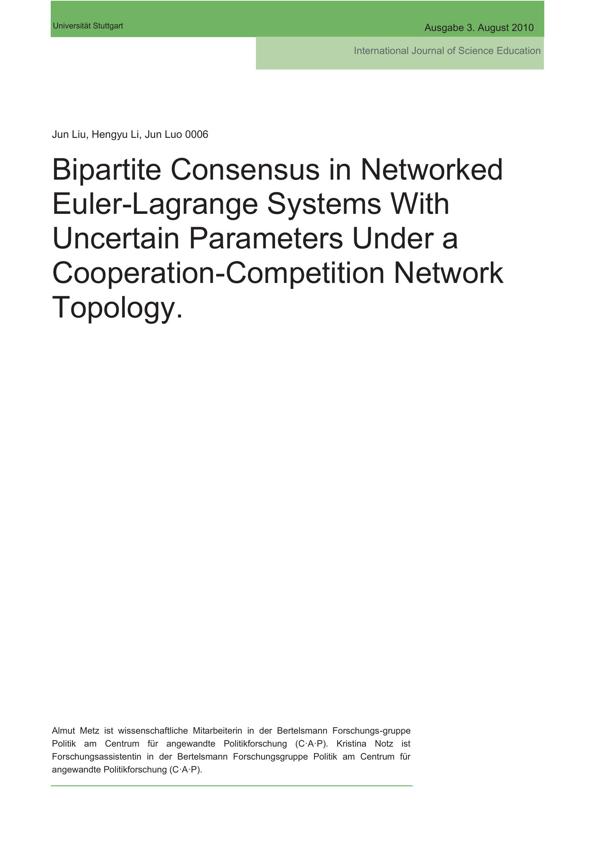 Universität Stuttgart
Ausgabe 3. August 2010
International Journal of Science Education
Jun Liu, Hengyu Li, Jun Luo 0006
Bipartite Consensus in Networked
Euler-Lagrange Systems With
Uncertain Parameters Under a
Cooperation-Competition Network
Topology.
Almut Metz ist wissenschaftliche Mitarbeiterin in der Bertelsmann Forschungs-gruppe
Politik am Centrum für angewandte Politikforschung (C·A·P). Kristina Notz ist
Forschungsassistentin in der Bertelsmann Forschungsgruppe Politik am Centrum für
angewandte Politikforschung (C·A·P).